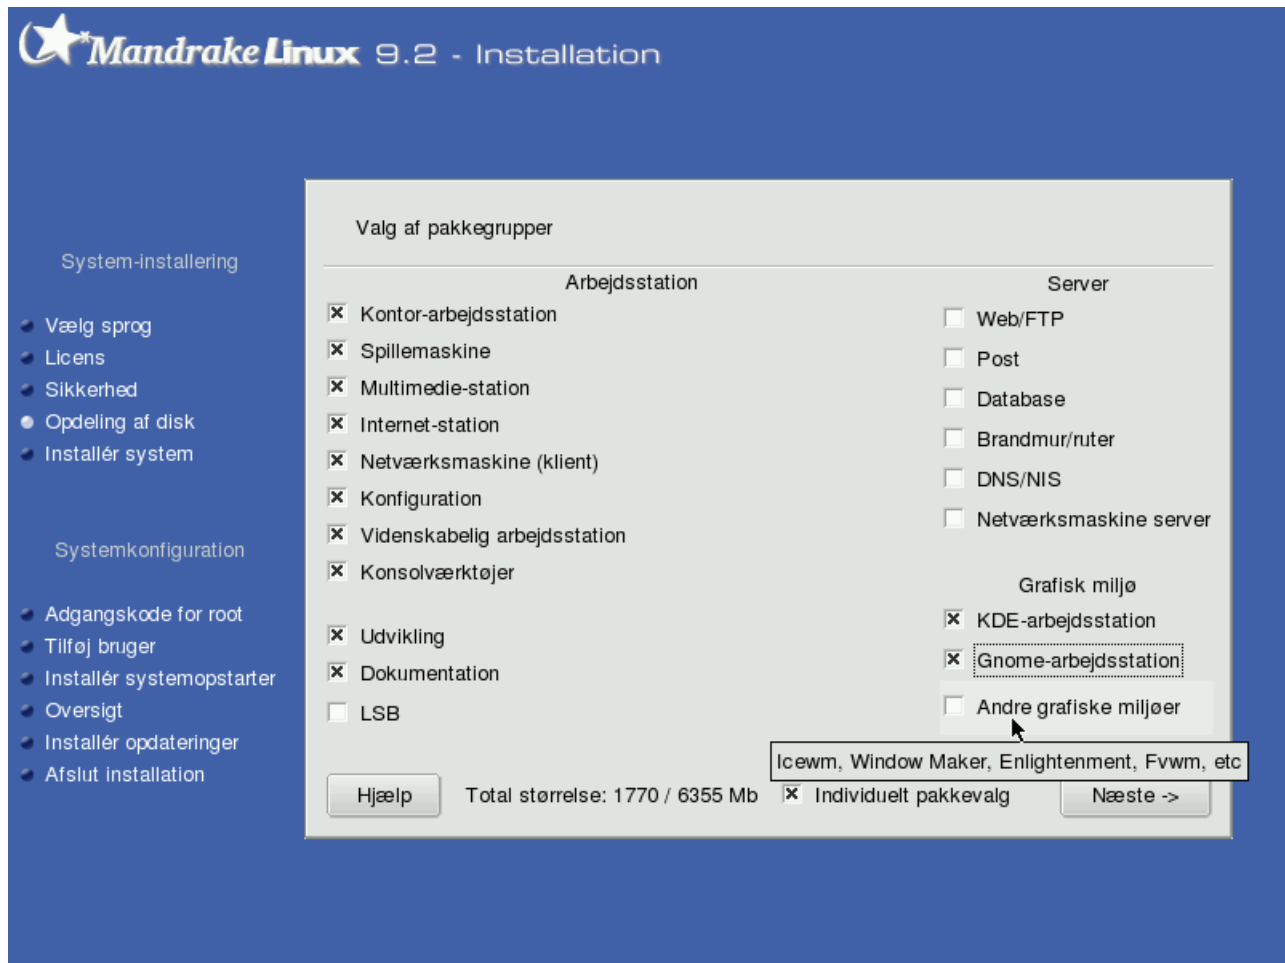 Mandrake Linux 9.2 - Installation
System-installering
Vælg sprog
Licens
Sikkerhed
Opdeling af disk
Installér system
Systemkonfiguration
Adgangskode for root
Tilføj bruger
Installér systemopstarter
Oversigt
Installér opdateringer
Afslut installation
Valg af pakkegrupper
Arbejdsstation
Kontor-arbejdsstation
Spillemaskine
Multimedie-station
Internet-station
Netværksmaskine (klient)
Konfiguration
Videnskabelig arbejdsstation
Konsolværktøjer
Udvikling
Dokumentation
LSB
Server
Web/FTP
Post
Database
Brandmur/ruter
DNS/NIS
Netværksmaskine server
Grafisk miljø
KDE-arbejdsstation
Gnome-arbejdsstation
Andre grafiske miljøer
Icewm, Window Maker, Enlightenment, Fvwm, etc
Hjælp
Total størrelse: 1770 / 6355 Mb
Individuelt pakkevalg
Næste ->